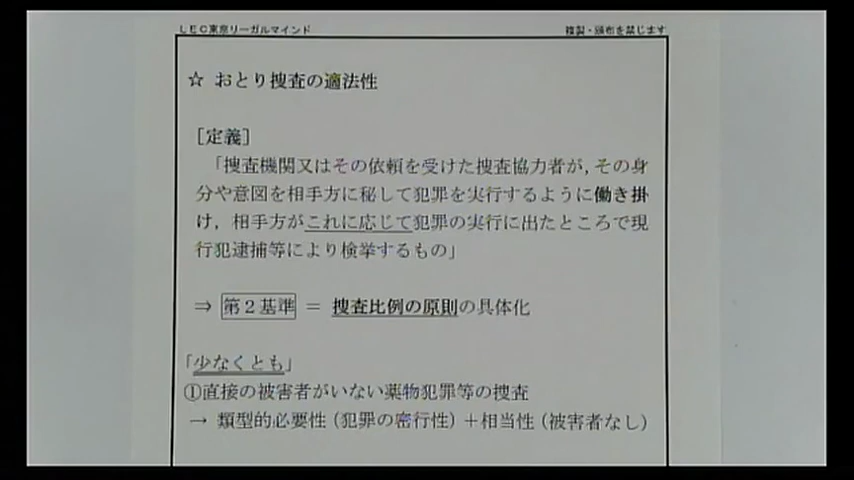 LEC東京リーガルマインド
複製・頒布を禁じます
☆ おとり捜査の適法性
［定義］
「捜査機関又はその依頼を受けた捜査協力者が，その身
分や意図を相手方に秘して犯罪を実行するように働き掛
け，相手方がこれに応じて犯罪の実行に出たところで現
行犯逮捕等により検挙するもの」
⇒ 第２基準 ＝ 捜査比例の原則の具体化
「少なくとも」
①直接の被害者がいない薬物犯罪等の捜査
→ 類型的必要性（犯罪の密行性）＋相当性（被害者なし）